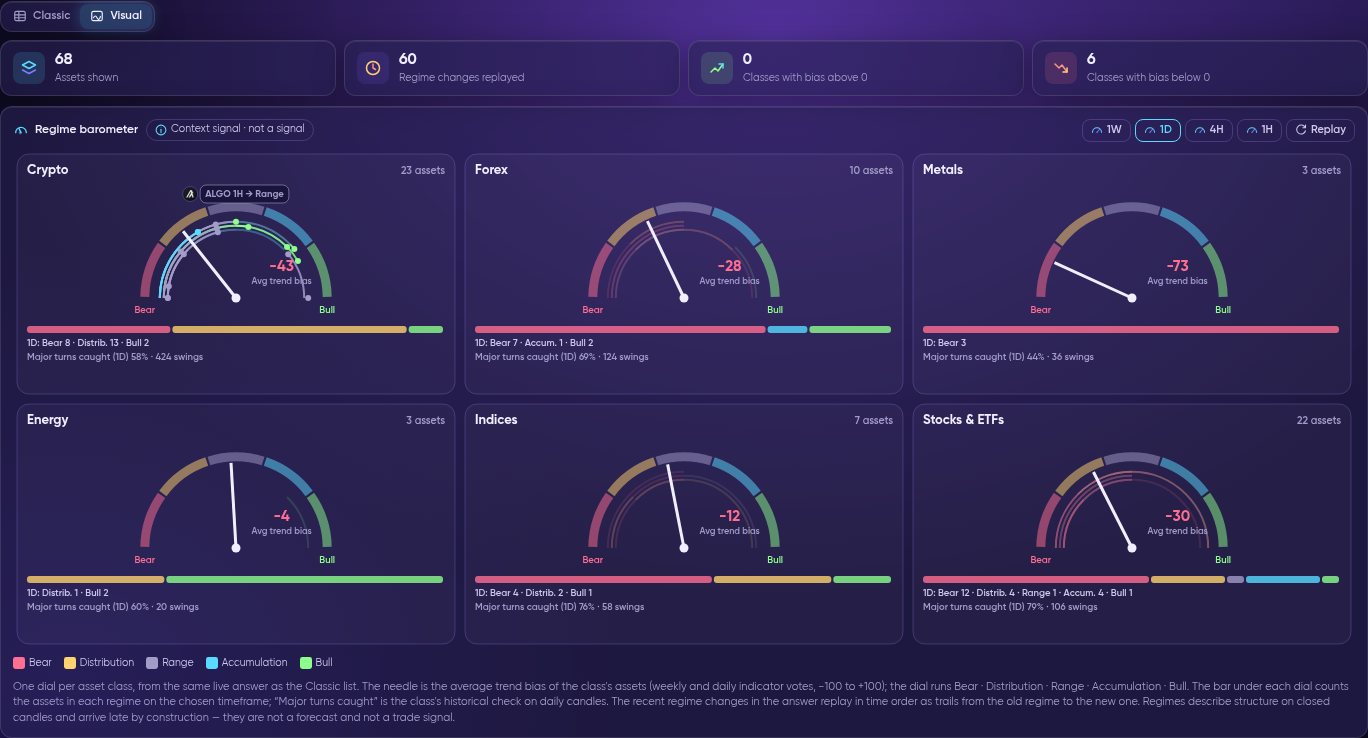 Classic Visual
68
Assets shown
60
Regime changes replayed
0
Classes with bias above 0
6
Classes with bias below 0
Regime barometer Context signal · not a signal 1W 1D 4H 1H Replay
Crypto 23 assets
ALGO 1H → Range
-43
Avg trend bias
Bear Bull
1D: Bear 8 · Distrib. 13 · Bull 2
Major turns caught (1D) 58% · 424 swings
Forex 10 assets
-28
Avg trend bias
Bear Bull
1D: Bear 7 · Accum. 1 · Bull 2
Major turns caught (1D) 69% · 124 swings
Metals 3 assets
-73
Avg trend bias
Bear Bull
1D: Bear 3
Major turns caught (1D) 44% · 36 swings
Energy 3 assets
-4
Avg trend bias
Bear Bull
1D: Distrib. 1 · Bull 2
Major turns caught (1D) 60% · 20 swings
Indices 7 assets
-12
Avg trend bias
Bear Bull
1D: Bear 4 · Distrib. 2 · Bull 1
Major turns caught (1D) 76% · 58 swings
Stocks & ETFs 22 assets
-30
Avg trend bias
Bear Bull
1D: Bear 12 · Distrib. 4 · Range 1 · Accum. 4 · Bull 1
Major turns caught (1D) 79% · 106 swings
Bear Distribution Range Accumulation Bull
One dial per asset class, from the same live answer as the Classic list. The needle is the average trend bias of the class's assets (weekly and daily indicator votes, −100 to +100); the dial runs Bear · Distribution · Range · Accumulation · Bull. The bar under each dial counts
the assets in each regime on the chosen timeframe; “Major turns caught” is the class's historical check on daily candles. The recent regime changes in the answer replay in time order as trails from the old regime to the new one. Regimes describe structure on closed
candles and arrive late by construction — they are not a forecast and not a trade signal.